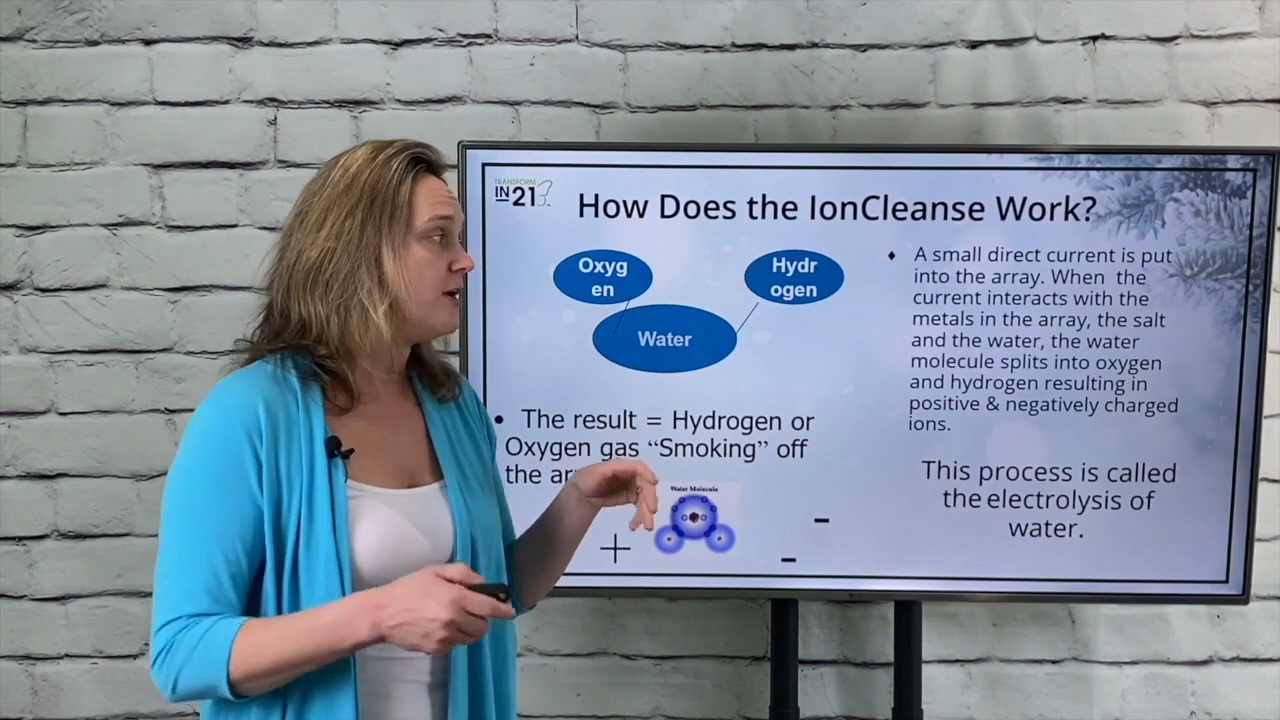 TRANSFORM
IN 21
How Does the IonCleanse Work?
Oxyg
en
Hydr
ogen
Water
• The result = Hydrogen or
Oxygen gas “Smoking” off
the
Water Molecule
+
-
-
♦ A small direct current is put
into the array. When the
current interacts with the
metals in the array, the salt
and the water, the water
molecule splits into oxygen
and hydrogen resulting in
positive & negatively charged
ions.
This process is called
the electrolysis of
water.